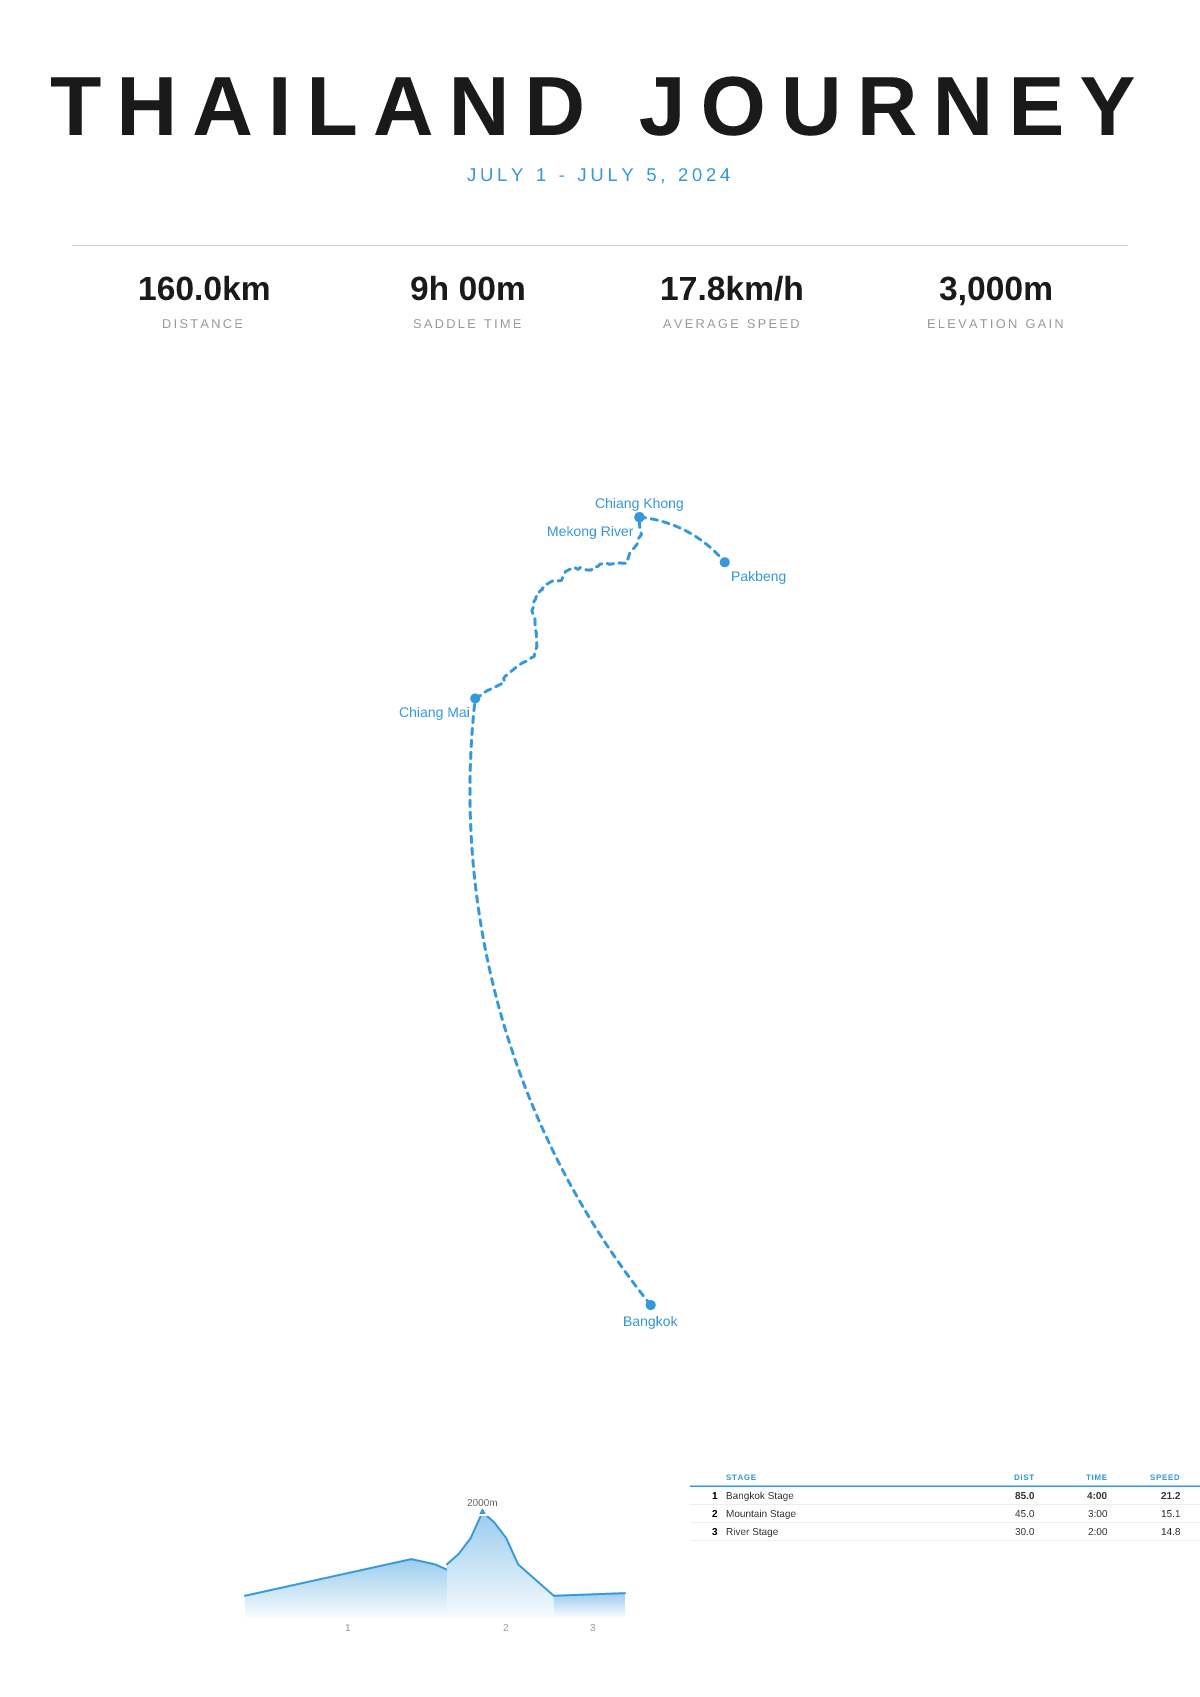 THAILAND JOURNEY
JULY 1 - JULY 5, 2024
160.0km 9h 00m 17.8km/h 3,000m
DISTANCE SADDLE TIME AVERAGE SPEED ELEVATION GAIN
Chiang Khong
Mekong River
Pakbeng
Chiang Mai
Bangkok
2000m
1 2 3
STAGE DIST TIME SPEED
1 Bangkok Stage 85.0 4:00 21.2
2 Mountain Stage 45.0 3:00 15.1
3 River Stage 30.0 2:00 14.8